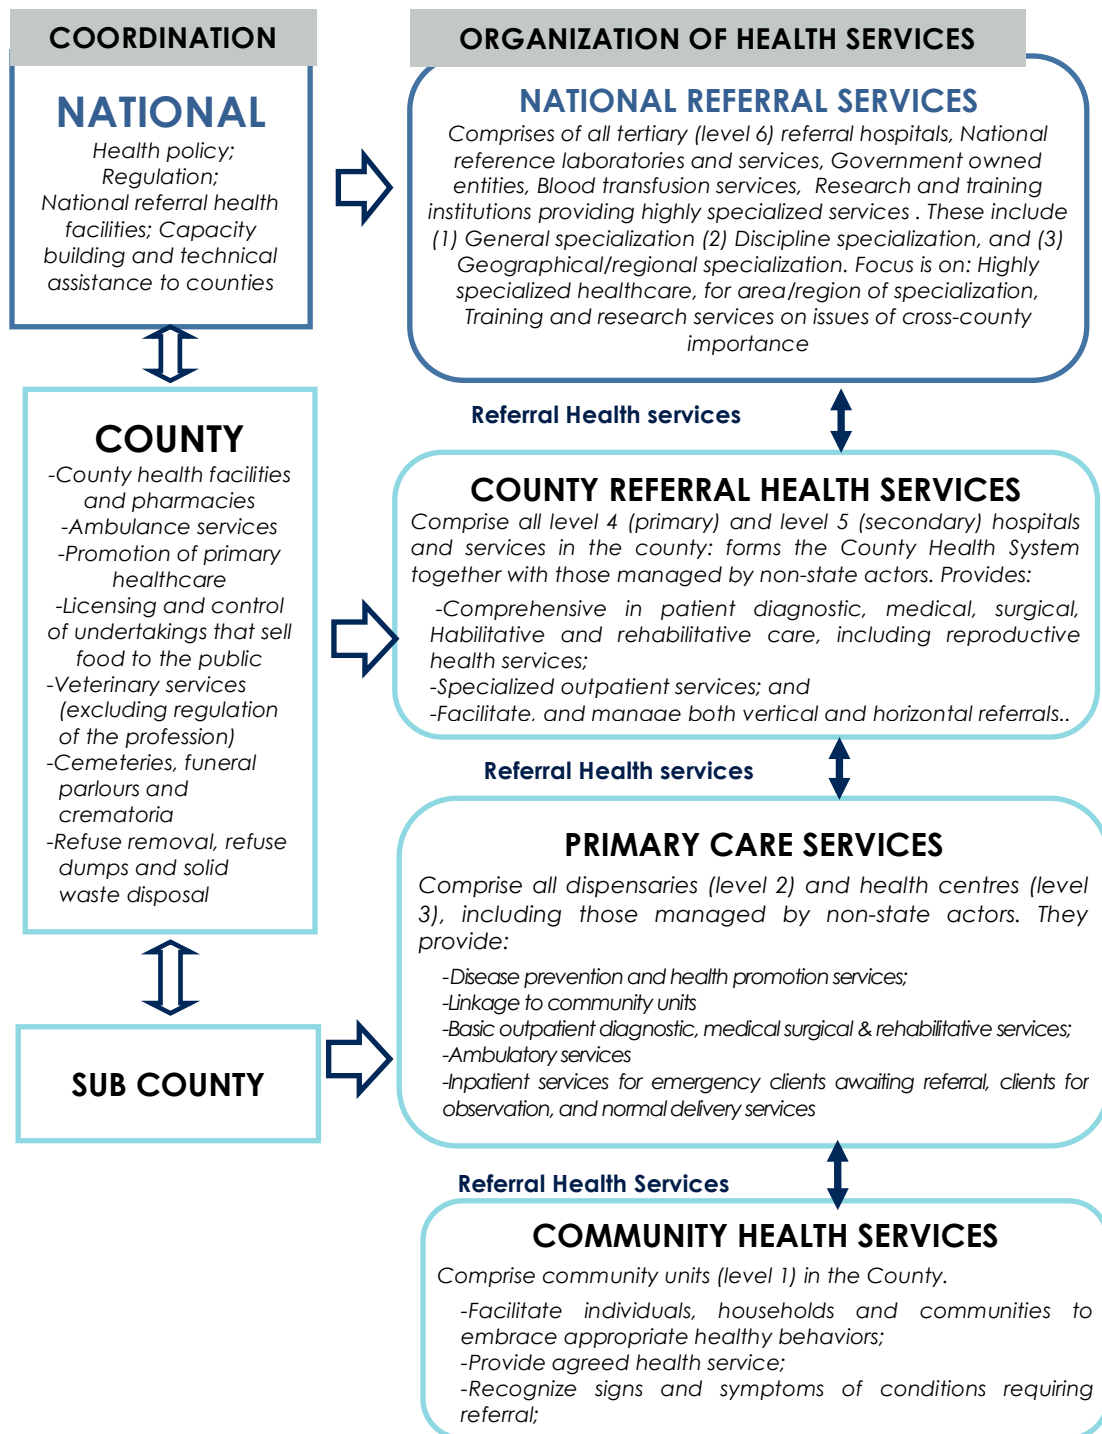 COORDINATION
NATIONAL
Health policy;
Regulation;
National referral health
facilities; Capacity
building and technical
assistance to counties
COUNTY
-County health facilities
and pharmacies
-Ambulance services
-Promotion of primary
healthcare
-Licensing and control
of undertakings that sell
food to the public
-Veterinary services
(excluding regulation
of the profession)
-Cemeteries, funeral
parlours and
crematoria
-Refuse removal, refuse
dumps and solid
waste disposal
SUB COUNTY
ORGANIZATION OF HEALTH SERVICES
NATIONAL REFERRAL SERVICES
Comprises of all tertiary (level 6) referral hospitals, National
reference laboratories and services, Government owned
entities, Blood transfusion services, Research and training
institutions providing highly specialized services . These include
(1) General specialization (2) Discipline specialization, and (3)
Geographical/regional specialization. Focus is on: Highly
specialized healthcare, for area/region of specialization,
Training and research services on issues of cross-county
importance
Referral Health services
COUNTY REFERRAL HEALTH SERVICES
Comprise all level 4 (primary) and level 5 (secondary) hospitals
and services in the county: forms the County Health System
together with those managed by non-state actors. Provides:
-Comprehensive in patient diagnostic, medical, surgical,
Habilitative and rehabilitative care, including reproductive
health services;
-Specialized outpatient services; and
-Facilitate, and manage both vertical and horizontal referrals..
Referral Health services
PRIMARY CARE SERVICES
Comprise all dispensaries (level 2) and health centres (level
3), including those managed by non-state actors. They
provide:
-Disease prevention and health promotion services;
-Linkage to community units
-Basic outpatient diagnostic, medical surgical & rehabilitative services;
-Ambulatory services
-Inpatient services for emergency clients awaiting referral, clients for
observation, and normal delivery services
Referral Health Services
COMMUNITY HEALTH SERVICES
Comprise community units (level 1) in the County.
-Facilitate individuals, households and communities to
embrace appropriate healthy behaviors;
-Provide agreed health service;
-Recognize signs and symptoms of conditions requiring
referral;